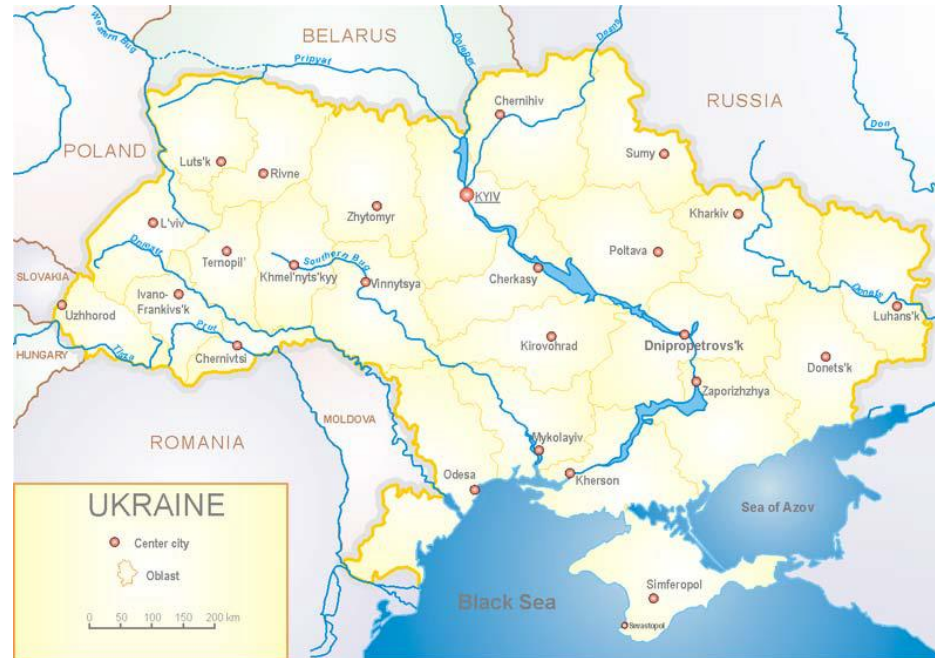 Western Bug
BELARUS
Pripyat
Dnieper
Desna
RUSSIA
Don
Chernihiv
POLAND
Luts'k
Rivne
Sumy
KYIV
Zhytomyr
Kharkiv
L'viv
Ternopil'
Dniestr
Khmel'nyts'kyy
Southern Bug
Vinnytsya
Cherkasy
Poltava
SLOVAKIA
Uzhhorod
Ivano-
Frankivs'k
Donets
Luhans'k
Prut
Chernivtsi
Kirovohrad
Dnipropetrovs'k
Donets'k
HUNGARY
Tisa
Zaporizhzhya
MOLDOVA
ROMANIA
Mykolayiv
Kherson
Odesa
UKRAINE
Center city
Oblast
0 50 100 150 200 km
Sea of Azov
Black Sea
Simferopol
Sevastopol